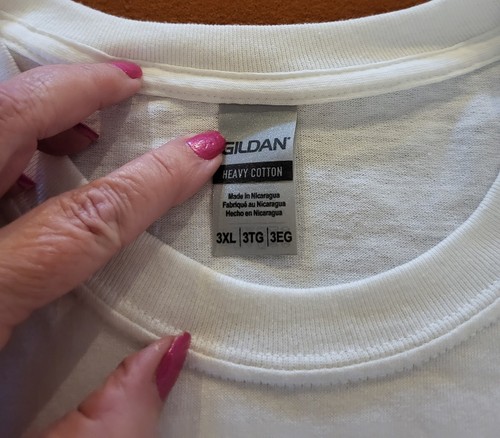 GILDAN
HEAVY COTTON
Made in Nicaragua
Fabriqué au Nicaragua
Hecho en Nicaragua
3XL | 3TG | 3EG